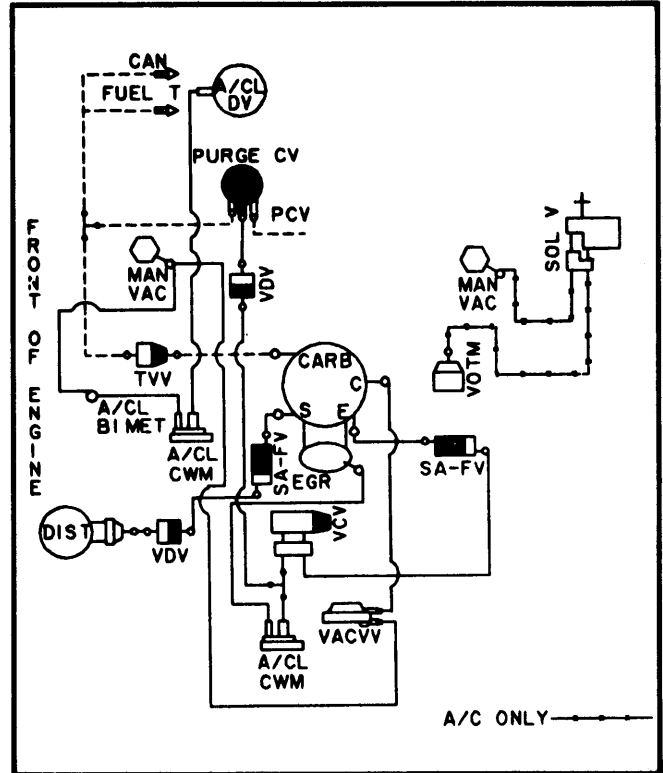 CAN
FUEL T
A/CL
DV
PURGE CV
PCV
FRONT OF ENGINE
MAN
VAC
VDV
SOL V
MAN
VAC
VOTM
CARB
C
TVV
A/CL
BIMET
S
E
A/CL
CWM
SA-FV
EGR
SA-FV
DIST
VDV
VCV
VACVV
A/CL
CWM
A/C ONLY